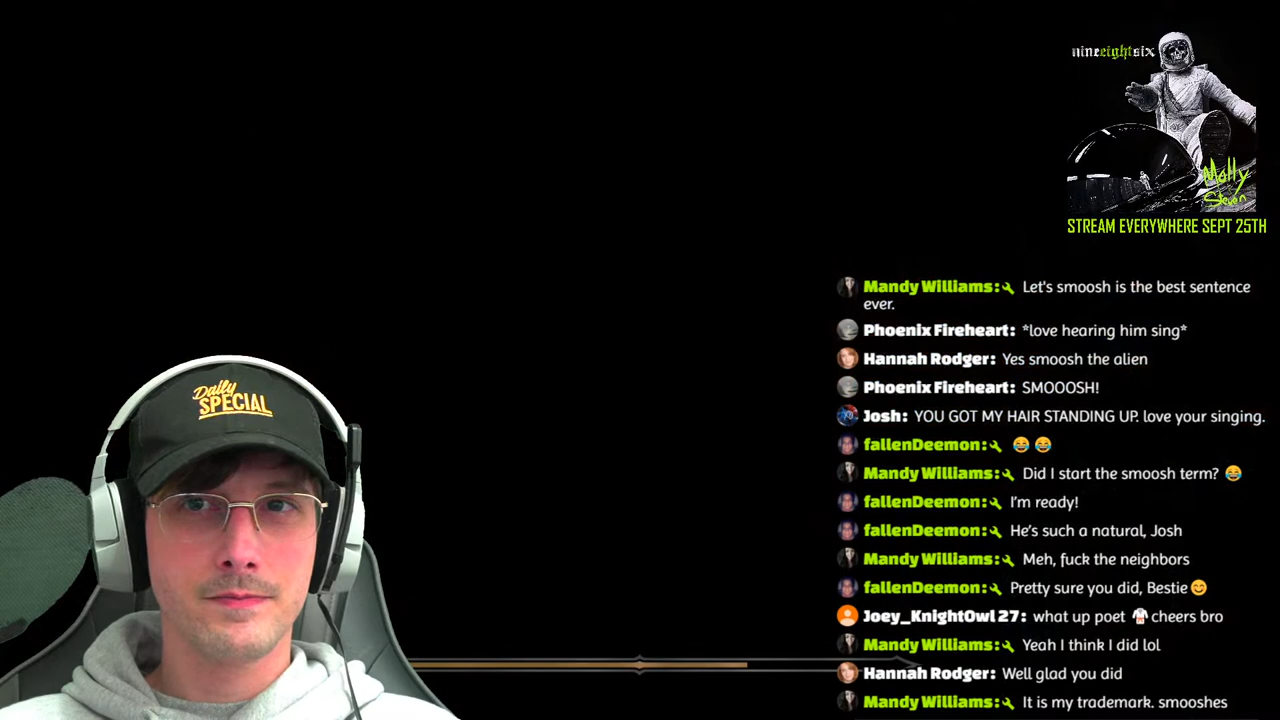 nineeightsix
Molly
Steven
STREAM EVERYWHERE SEPT 25TH
Mandy Williams: Let's smoosh is the best sentence
ever.
Phoenix Fireheart: *love hearing him sing*
Hannah Rodger: Yes smoosh the alien
Phoenix Fireheart: SMOOOSH!
Josh: YOU GOT MY HAIR STANDING UP. love your singing.
fallenDeemon: 😂 😂
Mandy Williams: Did I start the smoosh term? 😂
fallenDeemon: I'm ready!
fallenDeemon: He's such a natural, Josh
Mandy Williams: Meh, fuck the neighbors
fallenDeemon: Pretty sure you did, Bestie😊
Joey_KnightOwl 27: what up poet 🥋cheers bro
Mandy Williams: Yeah I think I did lol
Hannah Rodger: Well glad you did
Mandy Williams: It is my trademark. smooshes
Daily
SPECIAL